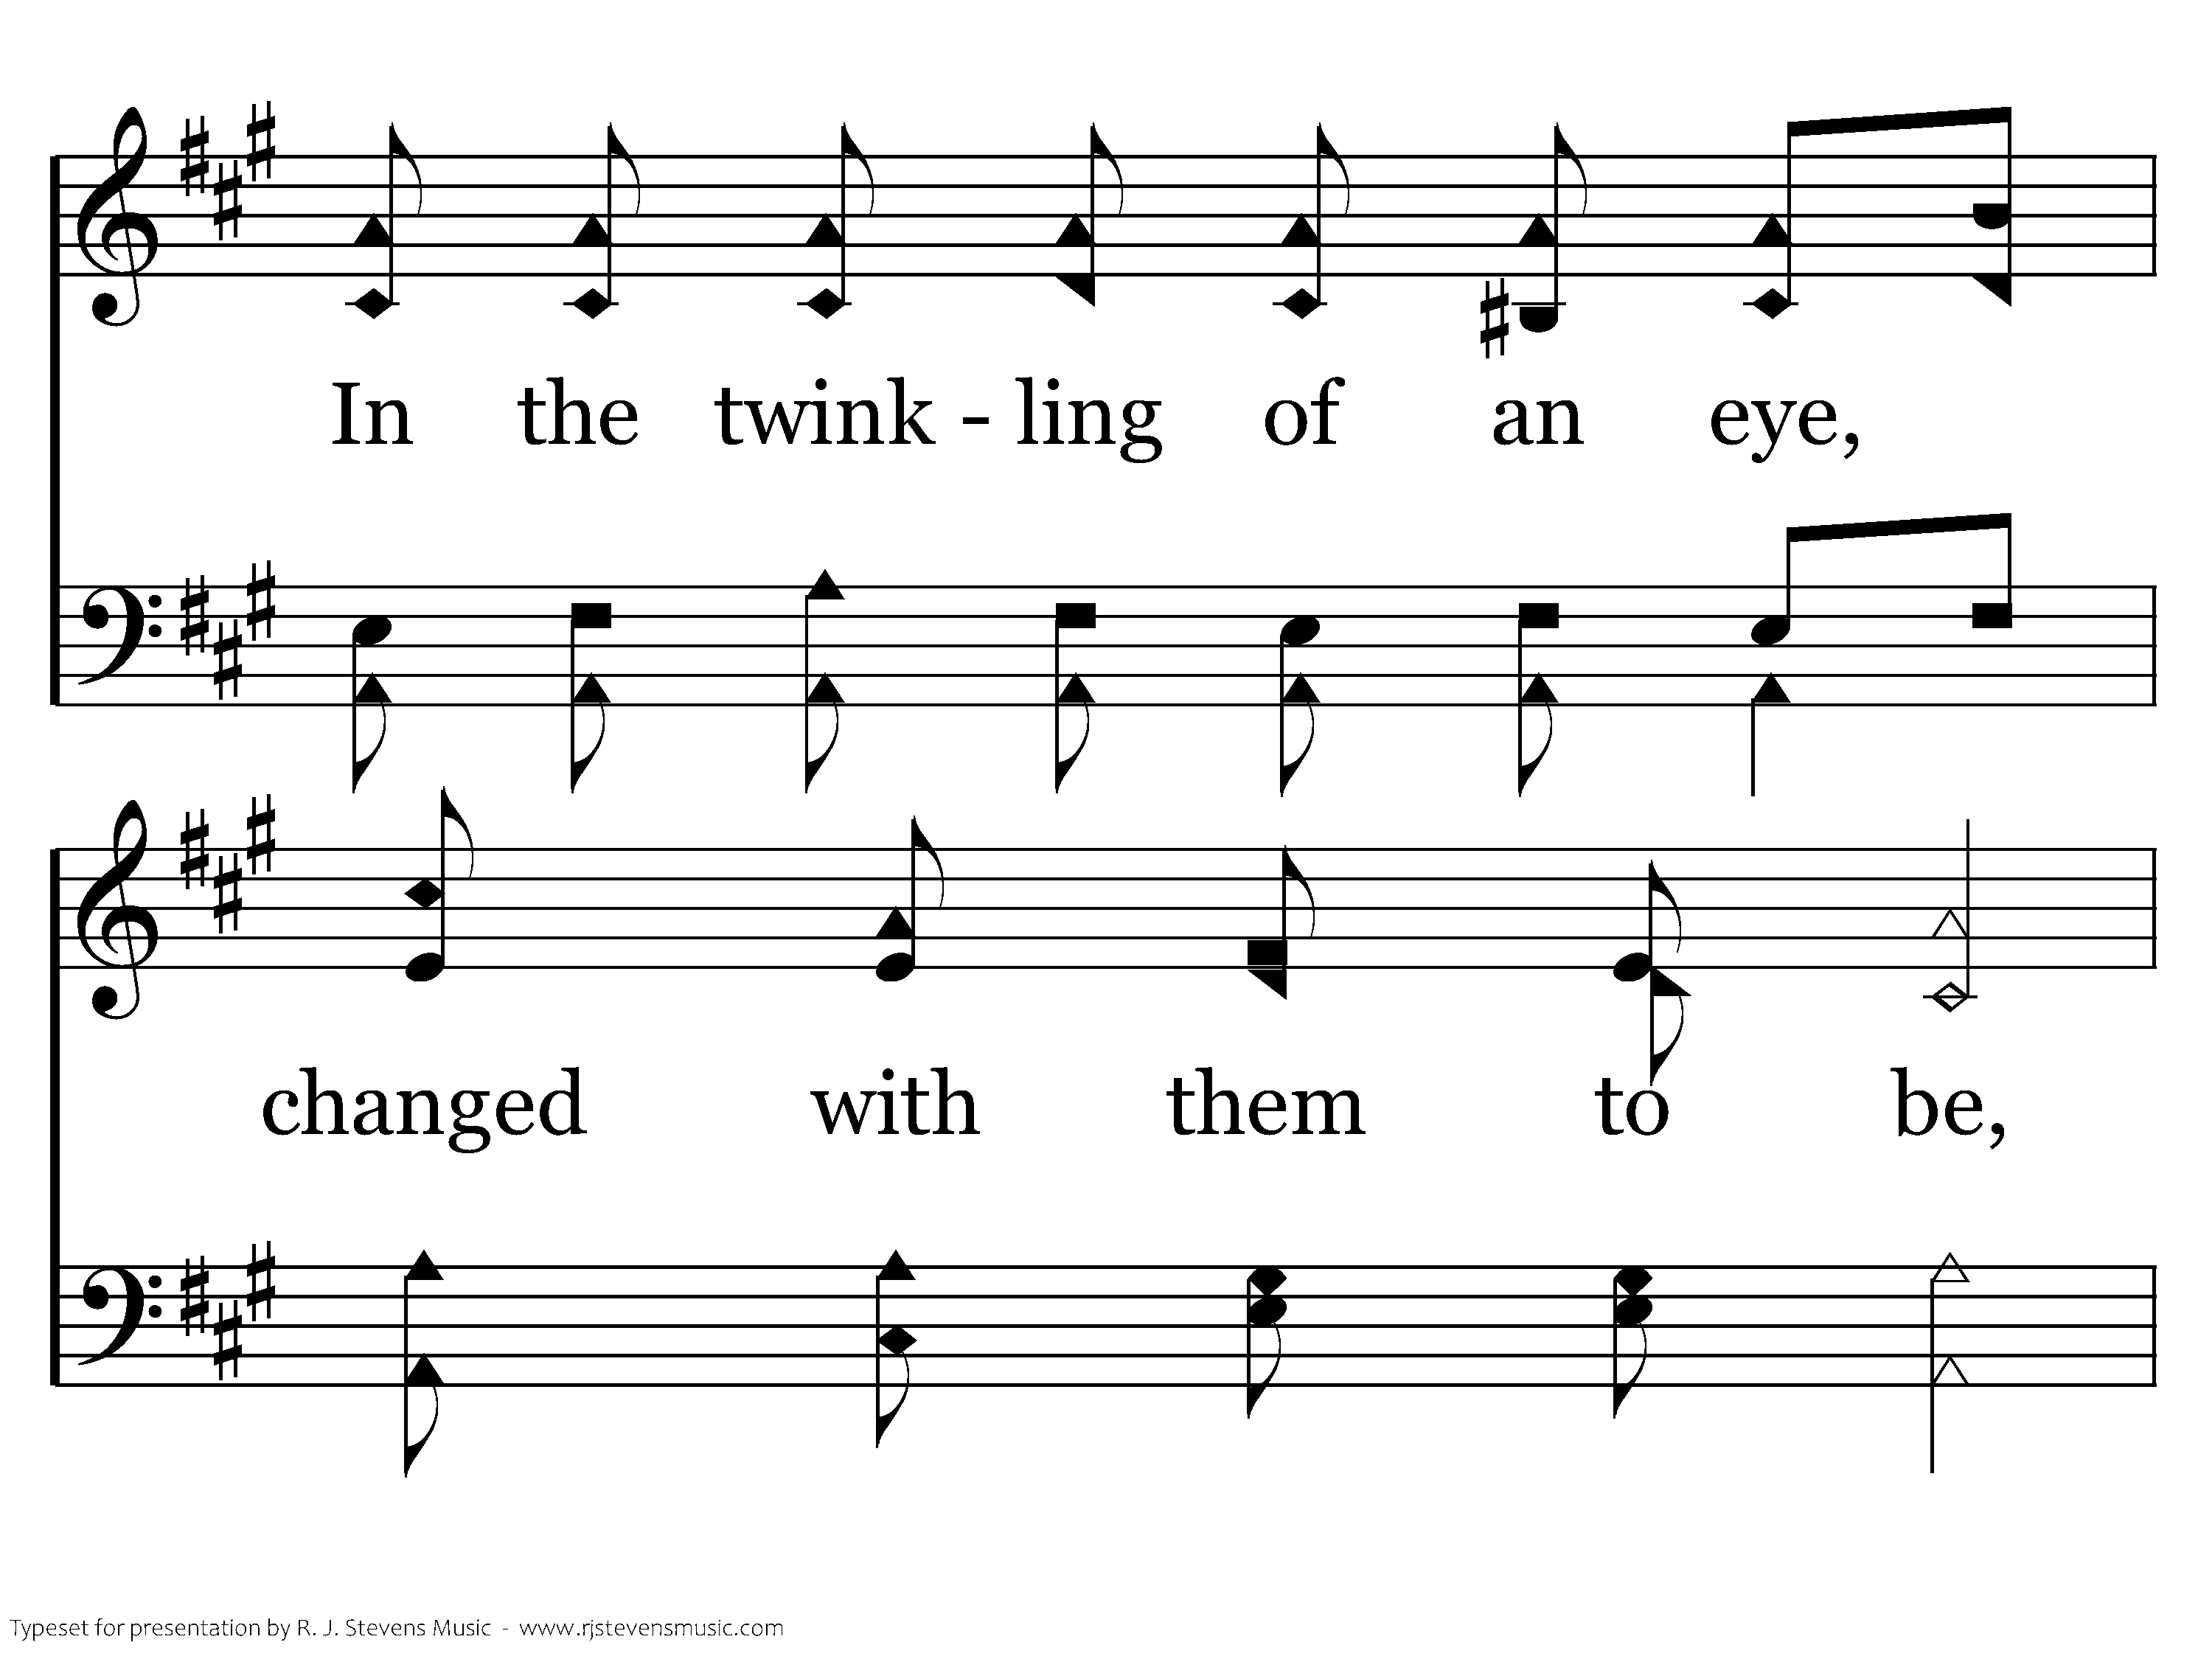 In the twink - ling of an eye,
changed with them to be,
Typeset for presentation by R. J. Stevens Music - www.rjstevensmusic.com